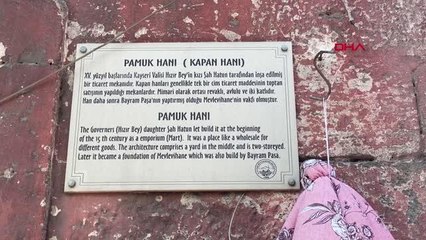 DHA
PAMUK HANI ( KAPAN HANI)
XV. yüzyıl başlarında Kayseri Valisi Hızır Bey'in kızı Şah Hatun tarafından inşa edilmiş
bir ticaret mekanıdır. Kapan hanları genellikle tek bir cins ticaret maddesinin toptan
satışının yapıldığı mekanlardır. Mimari olarak ortası revaklı, avlulu ve iki katlıdır.
Han daha sonra Bayram Paşa'nın yaptırmış olduğu Mevlevihane'nin vakfı olmuştur.
PAMUK HANI
The Governers (Hızır Bey) daughter Şah Hatun let build it at the beginning
of the 15 th century as a emporium (Mart). It was a place like a wholesale for
different goods. The architecture comprises a yard in the middle and is two-storeyed.
Later it became a foundation of Mevlevihane which was also build by Bayram Paşa.